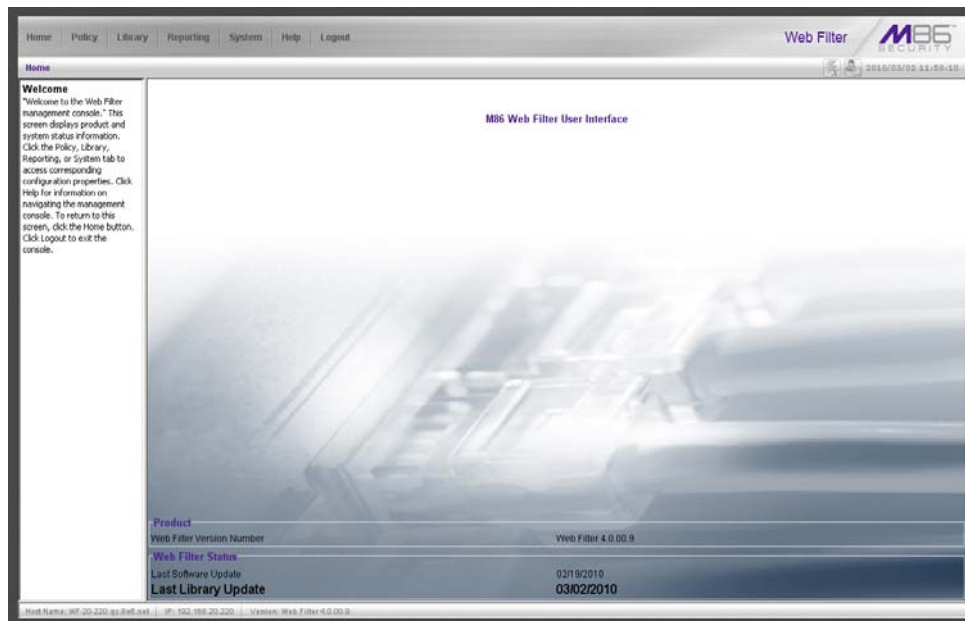 Home Policy Library Reporting System Help Logout
Web Filter
M86
SECURITY
Home
2010/03/02 11:58:10
Welcome
"Welcome to the Web Filter
management console." This
screen displays product and
system status information.
Click the Policy, Library,
Reporting, or System tab to
access corresponding
configuration properties. Click
Help for information on
navigating the management
console. To return to this
screen, click the Home button.
Click Logout to exit the
console.
M86 Web Filter User Interface
Product
Web Filter Version Number Web Filter 4.0.00.9
Web Filter Status
Last Software Update 02/19/2010
Last Library Update 03/02/2010
Host Name: WF-20-220.qc.8e6.net IP: 192.168.20.220 Version: Web Filter 4.0.00.9